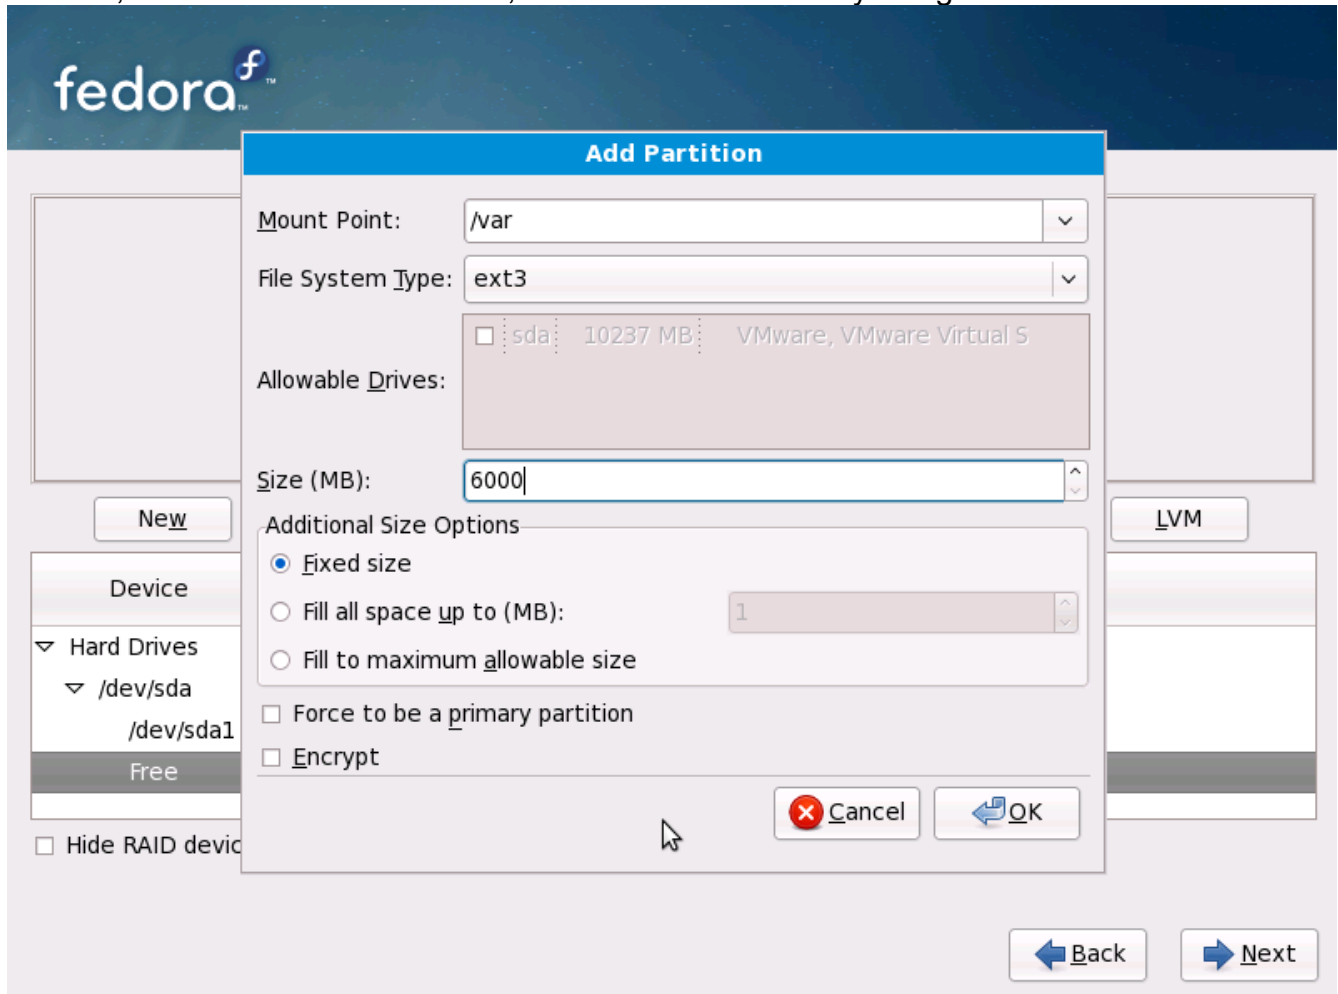 fedora
Add Partition
Mount Point:
/var
File System Type:
ext3
sda 10237 MB VMware, VMware Virtual S
Allowable Drives:
Size (MB):
6000
New
LVM
Additional Size Options
Fixed size
Device
Fill all space up to (MB):
1
Hard Drives
Fill to maximum allowable size
/dev/sda
/dev/sda1
Force to be a primary partition
Free
Encrypt
Cancel
OK
Hide RAID devic
Back
Next